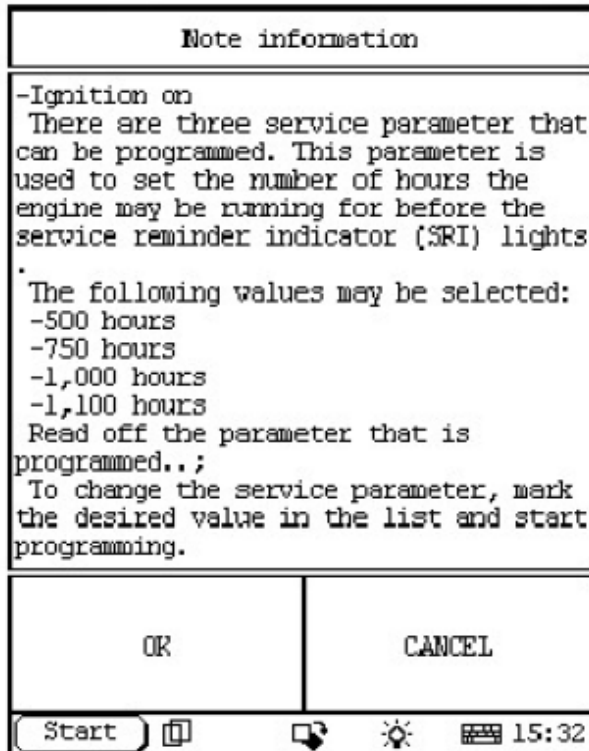 Note information
-Ignition on
There are three service parameter that
can be programmed. This parameter is
used to set the number of hours the
engine may be running for before the
service reminder indicator (SRI) lights
.
The following values may be selected:
-500 hours
-750 hours
-1,000 hours
-1,100 hours
Read off the parameter that is
programmed..;
To change the service parameter, mark
the desired value in the list and start
programming.
OK
CANCEL
Start
15:32